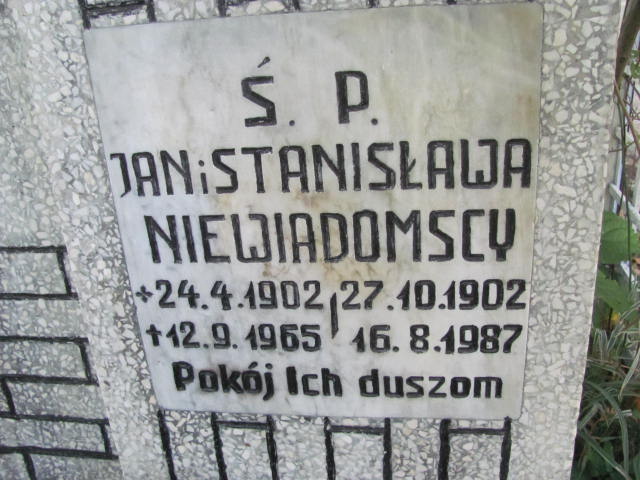 Ś. P.
JAN i STANISŁAWA
NIEWIADOMSCY
+24.4.1902 27.10.1902
†12.9.1965 16.8.1987
Pokój Ich duszom